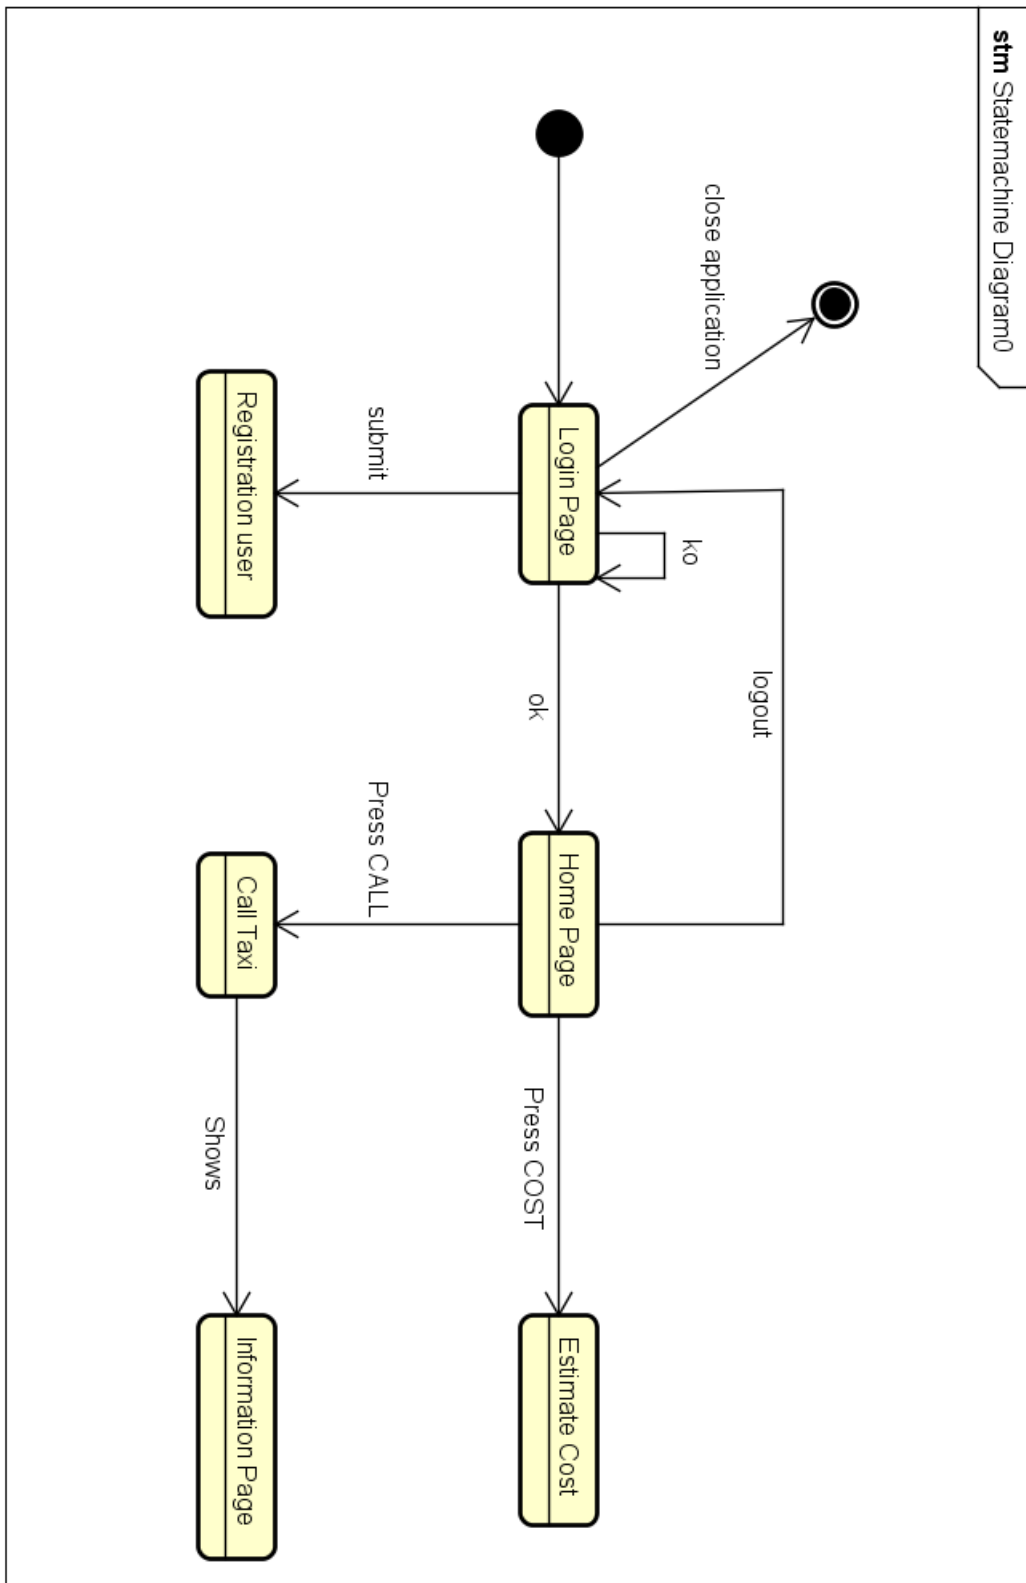 stm Statemachine Diagram0
close application
logout
ko
Login Page
ok
Home Page
Press COST
Estimate Cost
submit
Press CALL
Registration user
Call Taxi
Shows
Information Page